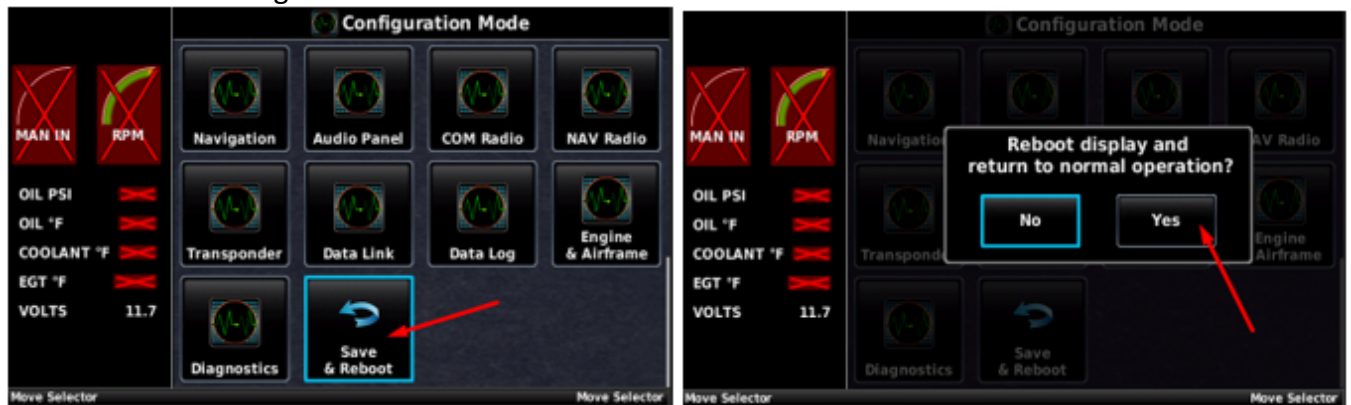 Configuration Mode
MAN IN RPM
Navigation Audio Panel COM Radio NAV Radio
OIL PSI
OIL °F
COOLANT °F
EGT °F
VOLTS 11.7
Transponder Data Link Data Log Engine
& Airframe
Diagnostics Save
& Reboot
Move Selector Move Selector
Configuration Mode
MAN IN RPM
Navigation AV Radio
Reboot display and
return to normal operation?
No Yes
OIL PSI
OIL °F
COOLANT °F
EGT °F
VOLTS 11.7
Transpond Engine
Airframe
Diagnostics Save
& Reboot
Move Selector Move Selector